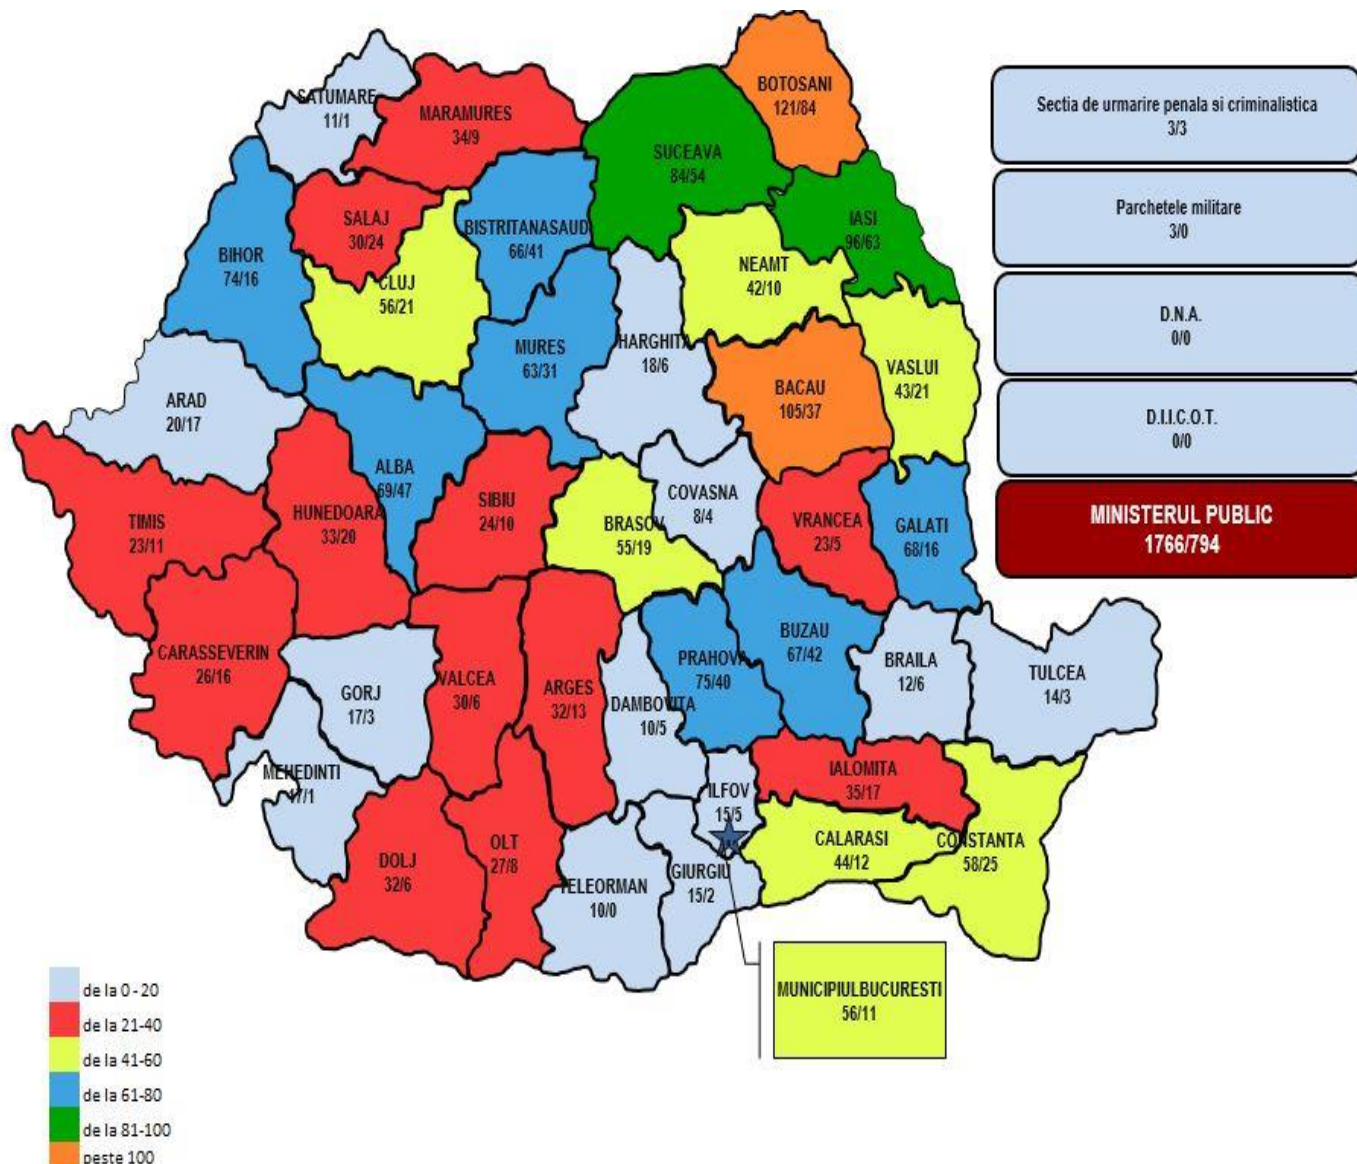 BOTOSANI
121/84
SATUMARE
11/1
MARAMURES
34/9
SUCEAVA
84/54
SALAJ
30/24
IASI
96/63
BISTRITANASAUD
66/41
BIHOR
74/16
CLUJ
56/21
NEAMT
42/10
MURES
63/31
HARGHITA
18/6
VASLUI
43/21
BACAU
105/37
ARAD
20/17
ALBA
69/47
SIBIU
24/10
COVASNA
8/4
HUNEDOARA
33/20
TIMIS
23/11
BRASOV
55/19
VRANCEA
23/5
GALATI
68/16
CARASSEVERIN
26/16
GORJ
17/3
VALCEA
30/6
ARGES
32/13
DAMBOVITA
10/5
PRAHOVA
75/40
BUZAU
67/42
BRAILA
12/6
TULCEA
14/3
MEHEDINTI
17/1
ILFOV
15/5
IALOMITA
35/17
DOLJ
32/6
OLT
27/8
TELEORMAN
10/0
GIURGIU
15/2
CALARASI
44/12
CONSTANTA
58/25
MUNICIPIULBUCURESTI
56/11
Sectia de urmarire penala si criminalistica
3/3
Parchetele militare
3/0
D.N.A.
0/0
D.I.I.C.O.T.
0/0
MINISTERUL PUBLIC
1766/794
de la 0 - 20
de la 21-40
de la 41-60
de la 61-80
de la 81-100
peste 100